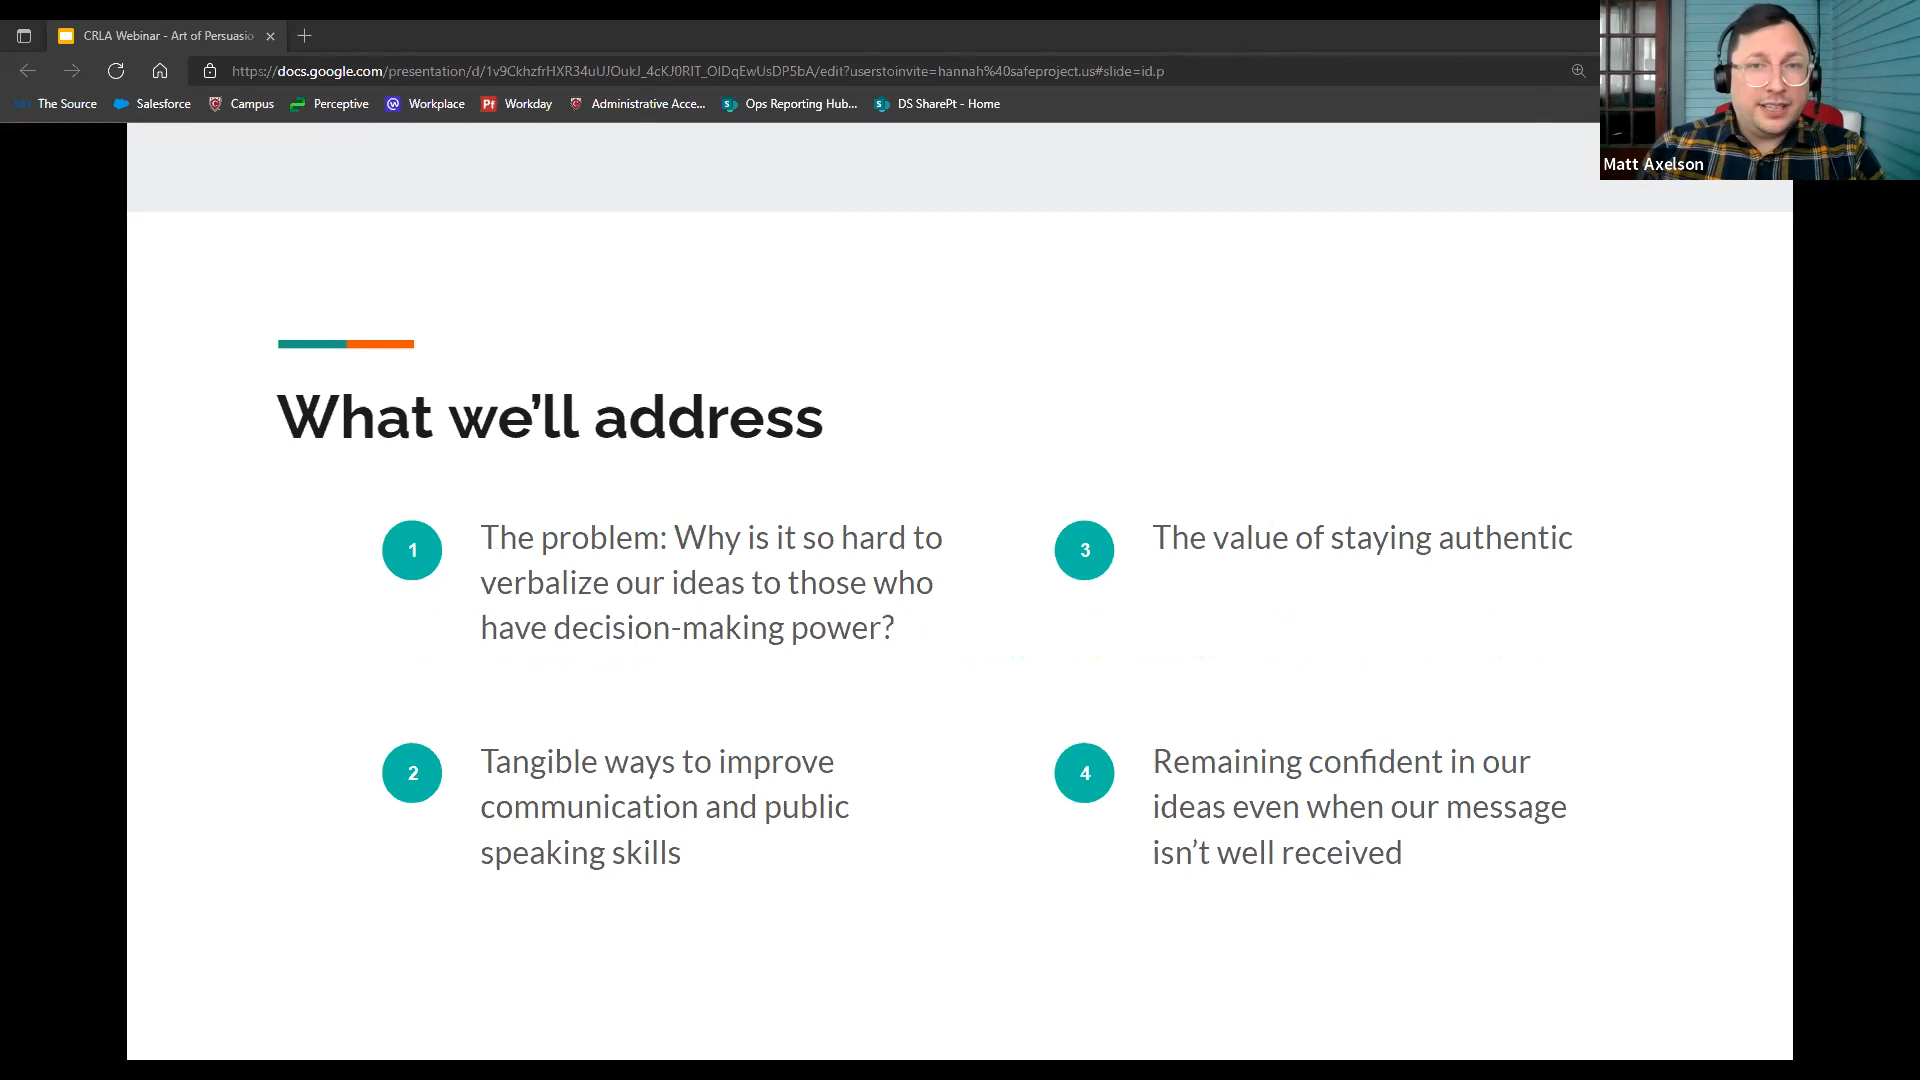 CRLA Webinar - Art of Persuasio
https://docs.google.com/presentation/d/1v9CkhzfrHXR34uUJOukJ_4cKJ0RIT_OlDqEwUsDP5bA/edit?userstoinvite=hannah%40safeproject.us#slide=id.p
The Source Salesforce Campus Perceptive Workplace Pf Workday Administrative Acce... Ops Reporting Hub... DS SharePt - Home
Matt Axelson
What we’ll address
1 The problem: Why is it so hard to
verbalize our ideas to those who
have decision-making power?
2 Tangible ways to improve
communication and public
speaking skills
3 The value of staying authentic
4 Remaining confident in our
ideas even when our message
isn’t well received